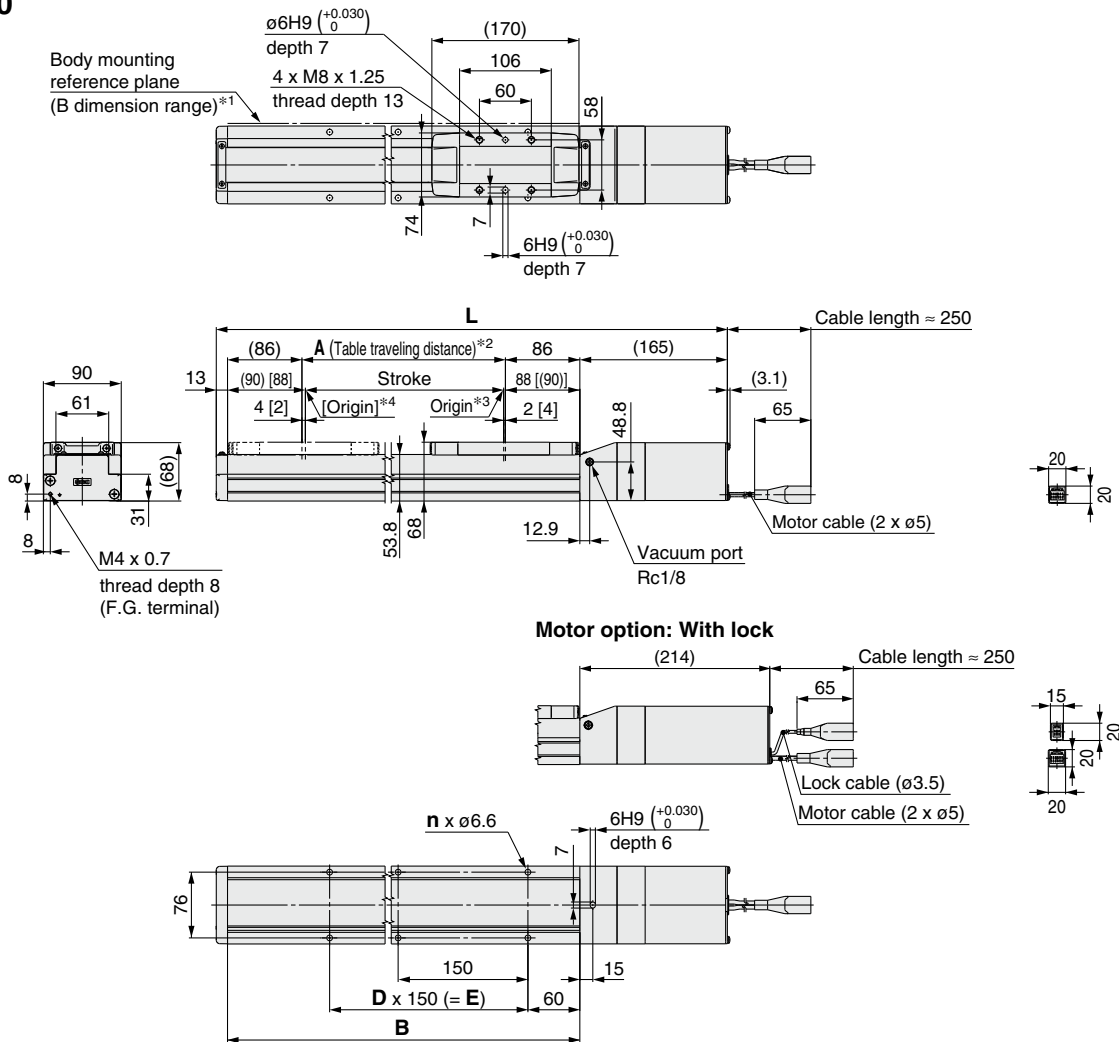 0
ø6H9 (+0.030 0)
depth 7
(170)
Body mounting
reference plane
(B dimension range)*1
4 x M8 x 1.25
thread depth 13
106
60
58
74
7
6H9 (+0.030 0)
depth 7
L
Cable length ≈ 250
(86)
A (Table traveling distance)*2
86
(165)
13
(90) [88]
Stroke
88 [(90)]
(3.1)
4 [2]
[Origin]*4
Origin*3
2 [4]
48.8
65
90
61
(68)
8
31
8
M4 x 0.7
thread depth 8
(F.G. terminal)
53.8
68
12.9
Vacuum port
Rc1/8
Motor cable (2 x ø5)
20
20
Motor option: With lock
(214)
Cable length ≈ 250
65
15
20
20
20
Lock cable (ø3.5)
Motor cable (2 x ø5)
n x ø6.6
6H9 (+0.030 0)
depth 6
7
76
150
15
D x 150 (= E)
60
B